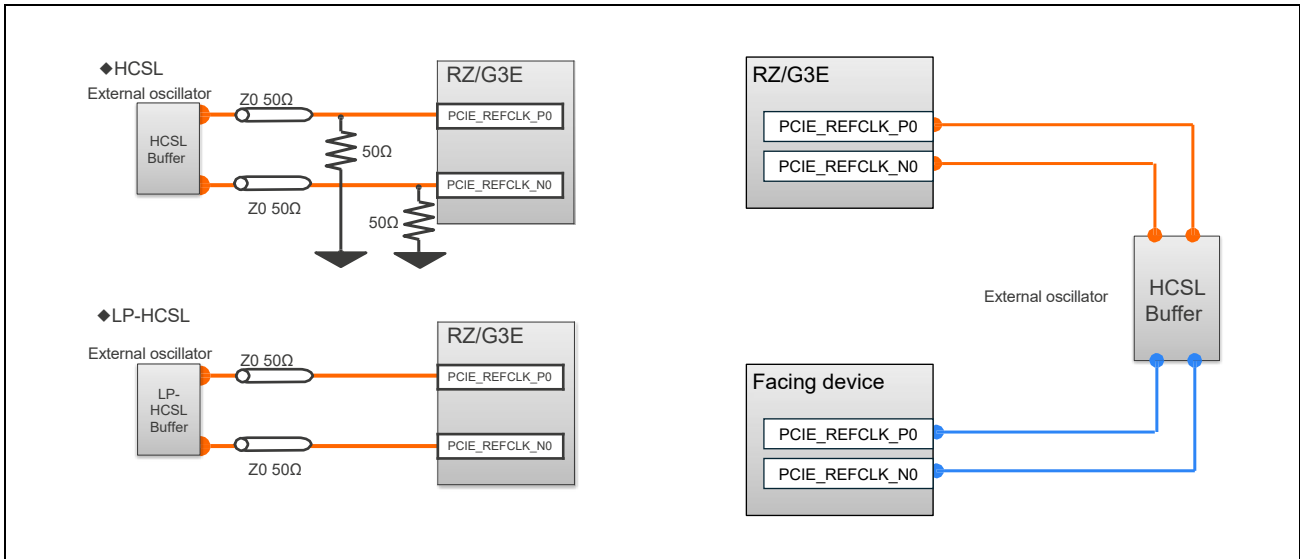 ◆HCSL
External oscillator
HCSL
Buffer
Z0 50Ω
Z0 50Ω
50Ω
50Ω
RZ/G3E
PCIE_REFCLK_P0
PCIE_REFCLK_N0
◆LP-HCSL
External oscillator
LP-
HCSL
Buffer
Z0 50Ω
Z0 50Ω
RZ/G3E
PCIE_REFCLK_P0
PCIE_REFCLK_N0
RZ/G3E
PCIE_REFCLK_P0
PCIE_REFCLK_N0
External oscillator
HCSL
Buffer
Facing device
PCIE_REFCLK_P0
PCIE_REFCLK_N0